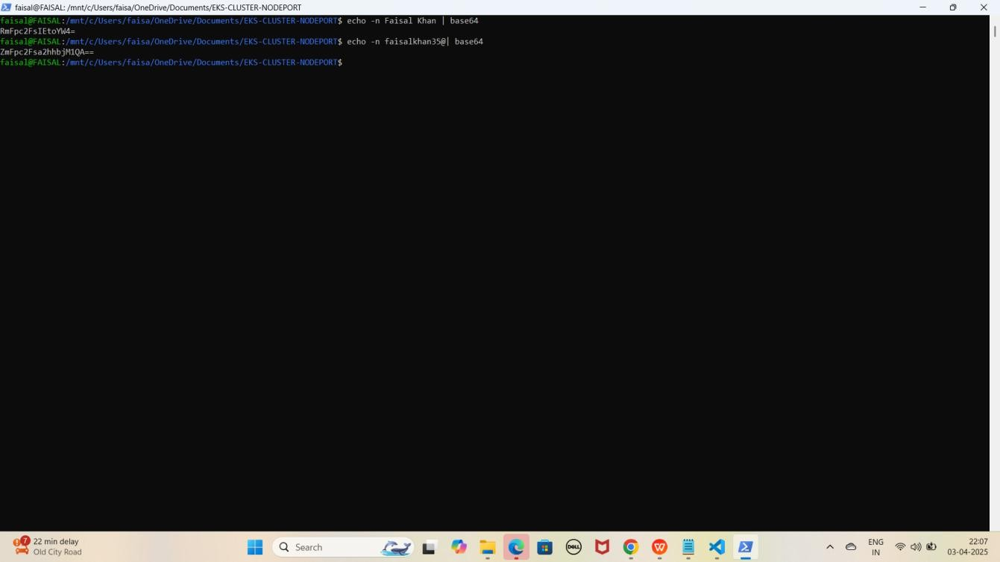 faisal@FAISAL: /mnt/c/Users/faisa/OneDrive/Documents/EKS-CLUSTER-NODEPORT
faisal@FAISAL:/mnt/c/Users/faisa/OneDrive/Documents/EKS-CLUSTER-NODEPORT$ echo -n Faisal Khan | base64
RmFpc2FsIEtoYW4=
faisal@FAISAL:/mnt/c/Users/faisa/OneDrive/Documents/EKS-CLUSTER-NODEPORT$ echo -n faisalkhan35@| base64
ZmFpc2Fsa2hhbjM1QA==
faisal@FAISAL:/mnt/c/Users/faisa/OneDrive/Documents/EKS-CLUSTER-NODEPORT$
7
22 min delay
Old City Road
Search
DELL
W
ENG
IN
22:07
03-04-2025